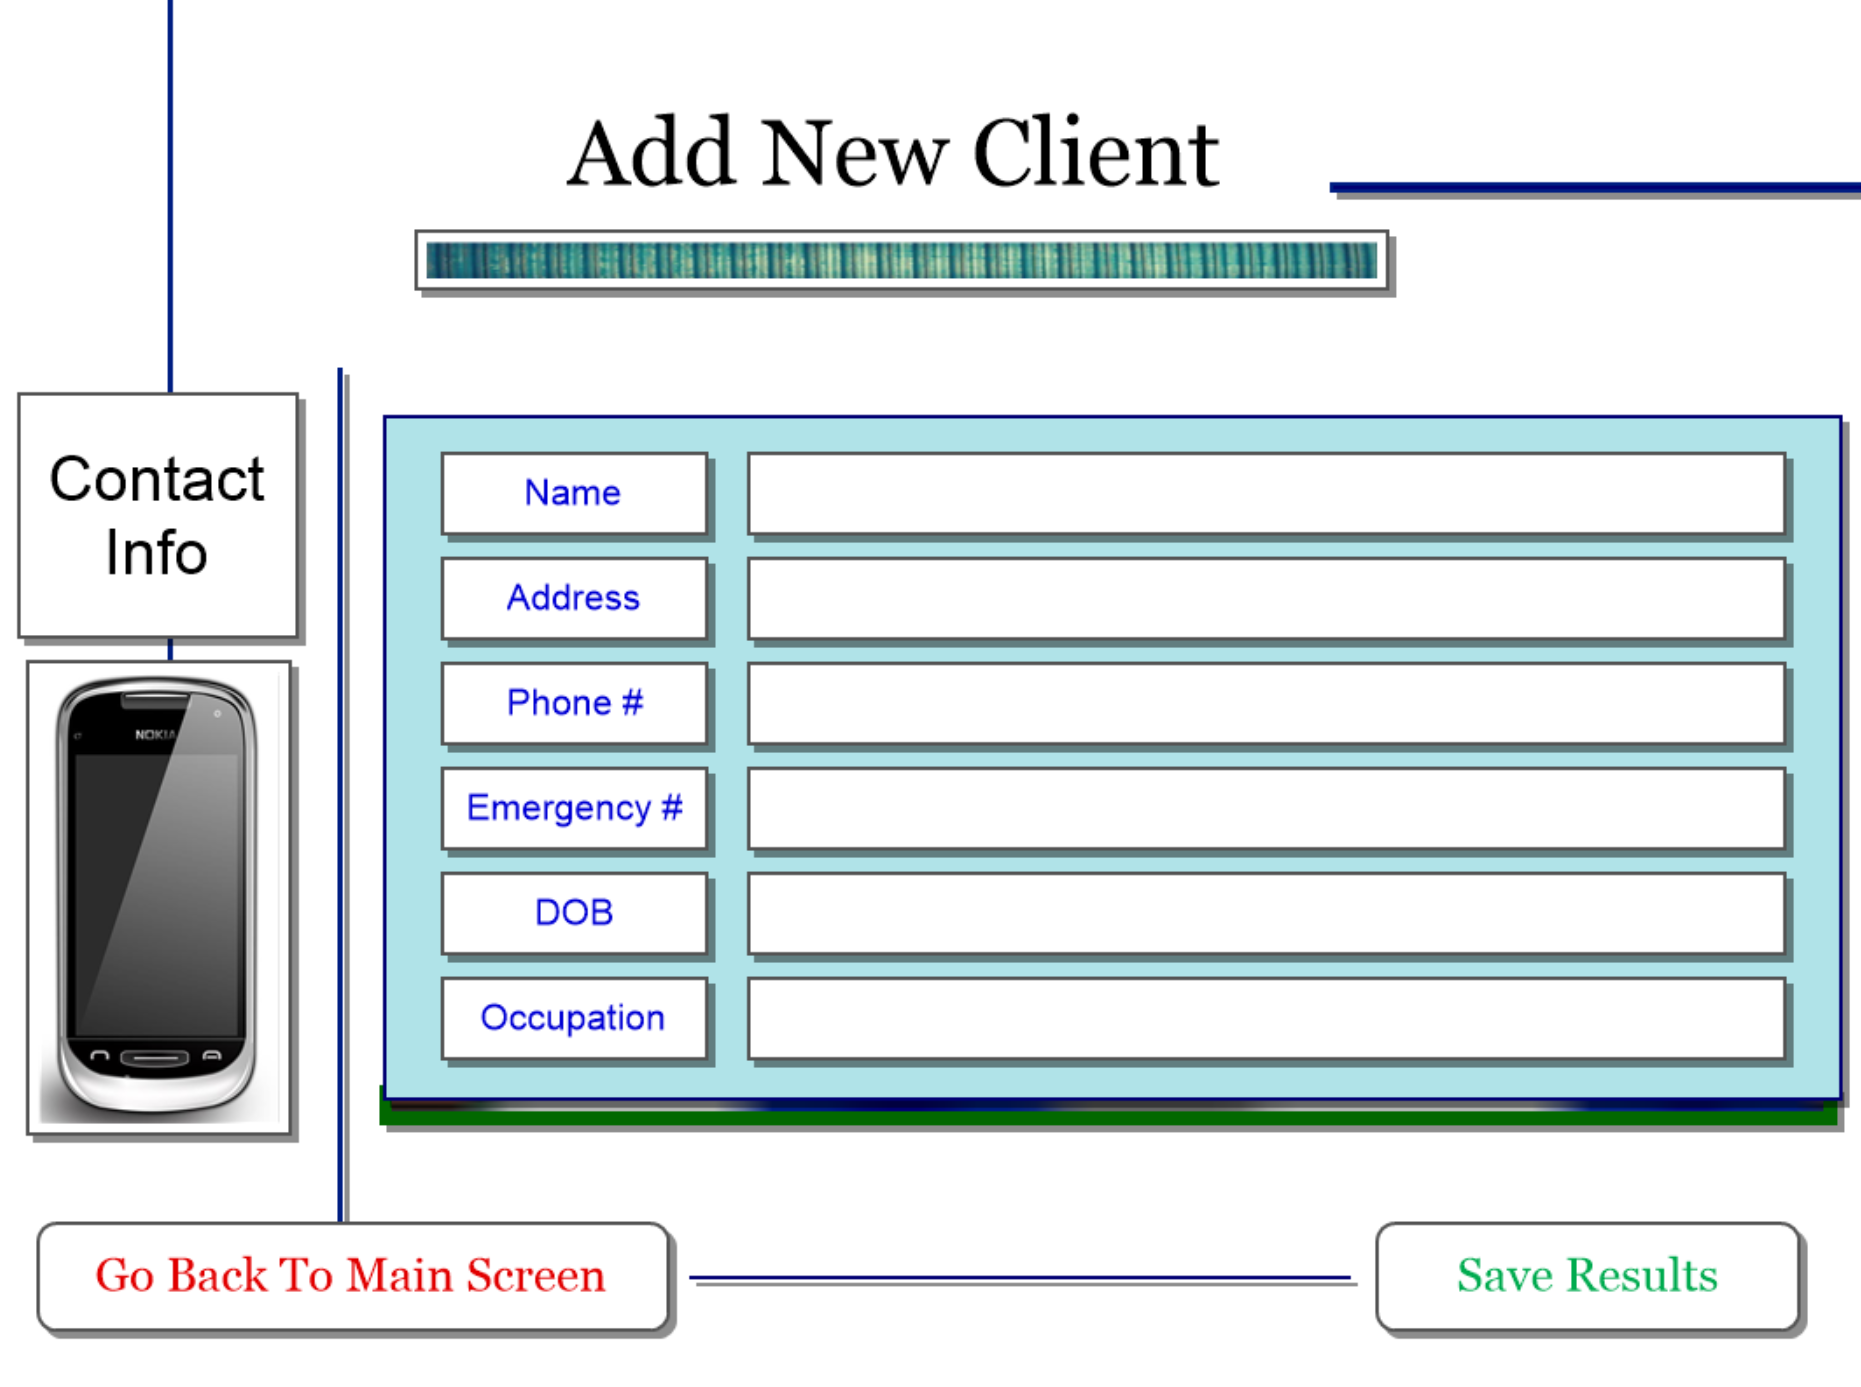 Add New Client
Contact
Info
NOKIA
Name
Address
Phone #
Emergency #
DOB
Occupation
Go Back To Main Screen
Save Results